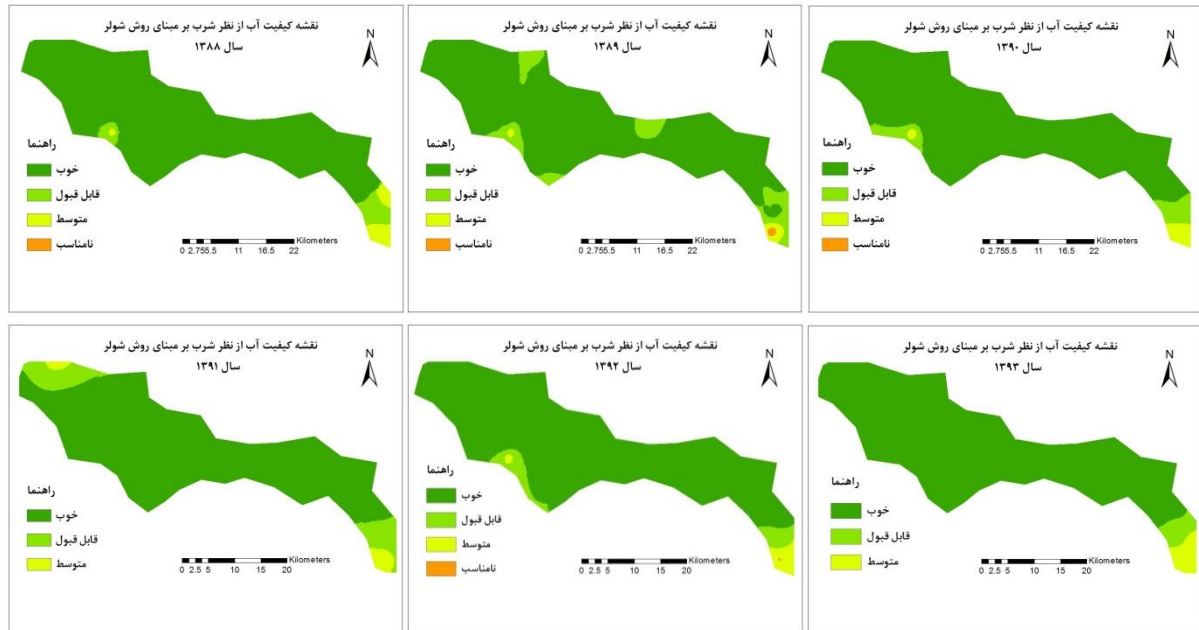 نقشه کیفیت آب از نظر شرب بر مبنای روش شولر
سال ۱۳۸۸
N
راهنما
خوب
قابل قبول
متوسط
نامناسب
Kilometers
0 2.755.5 11 16.5 22
نقشه کیفیت آب از نظر شرب بر مبنای روش شولر
سال ۱۳۸۹
N
راهنما
خوب
قابل قبول
متوسط
نامناسب
Kilometers
0 2.755.5 11 16.5 22
نقشه کیفیت آب از نظر شرب بر مبنای روش شولر
سال ۱۳۹۰
N
راهنما
خوب
قابل قبول
متوسط
نامناسب
Kilometers
0 2.755.5 11 16.5 22
نقشه کیفیت آب از نظر شرب بر مبنای روش شولر
سال ۱۳۹۱
N
راهنما
خوب
قابل قبول
متوسط
Kilometers
0 2.5 5 10 15 20
نقشه کیفیت آب از نظر شرب بر مبنای روش شولر
سال ۱۳۹۲
N
راهنما
خوب
قابل قبول
متوسط
نامناسب
Kilometers
0 2.5 5 10 15 20
نقشه کیفیت آب از نظر شرب بر مبنای روش شولر
سال ۱۳۹۳
N
راهنما
خوب
قابل قبول
متوسط
Kilometers
0 2.5 5 10 15 20